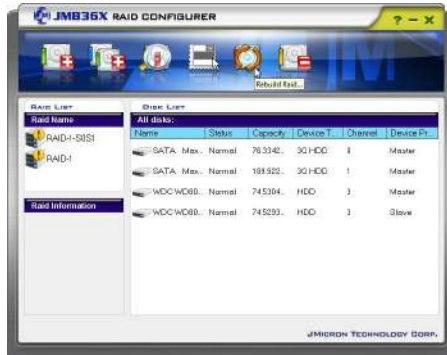 JMB36X RAID CONFIGURER
? – X
Rebuild Raid...
RAID LIST
DISK LIST
Raid Name
All disks:
Name Status Capacity Device T... Channel Device Pr...
RAID-1-S0S1
RAID-1
SATA Max.. Normal 76.3342.. 3G HDD Master
SATA Max.. Normal 3G HDD 1 Master
WDC WD80.. Normal 74.5304.. HDD 3 Master
WDC WD80.. Normal 74.5293.. HDD 3 Slave
Raid Information
JMICRON TECHNOLOGY CORP.